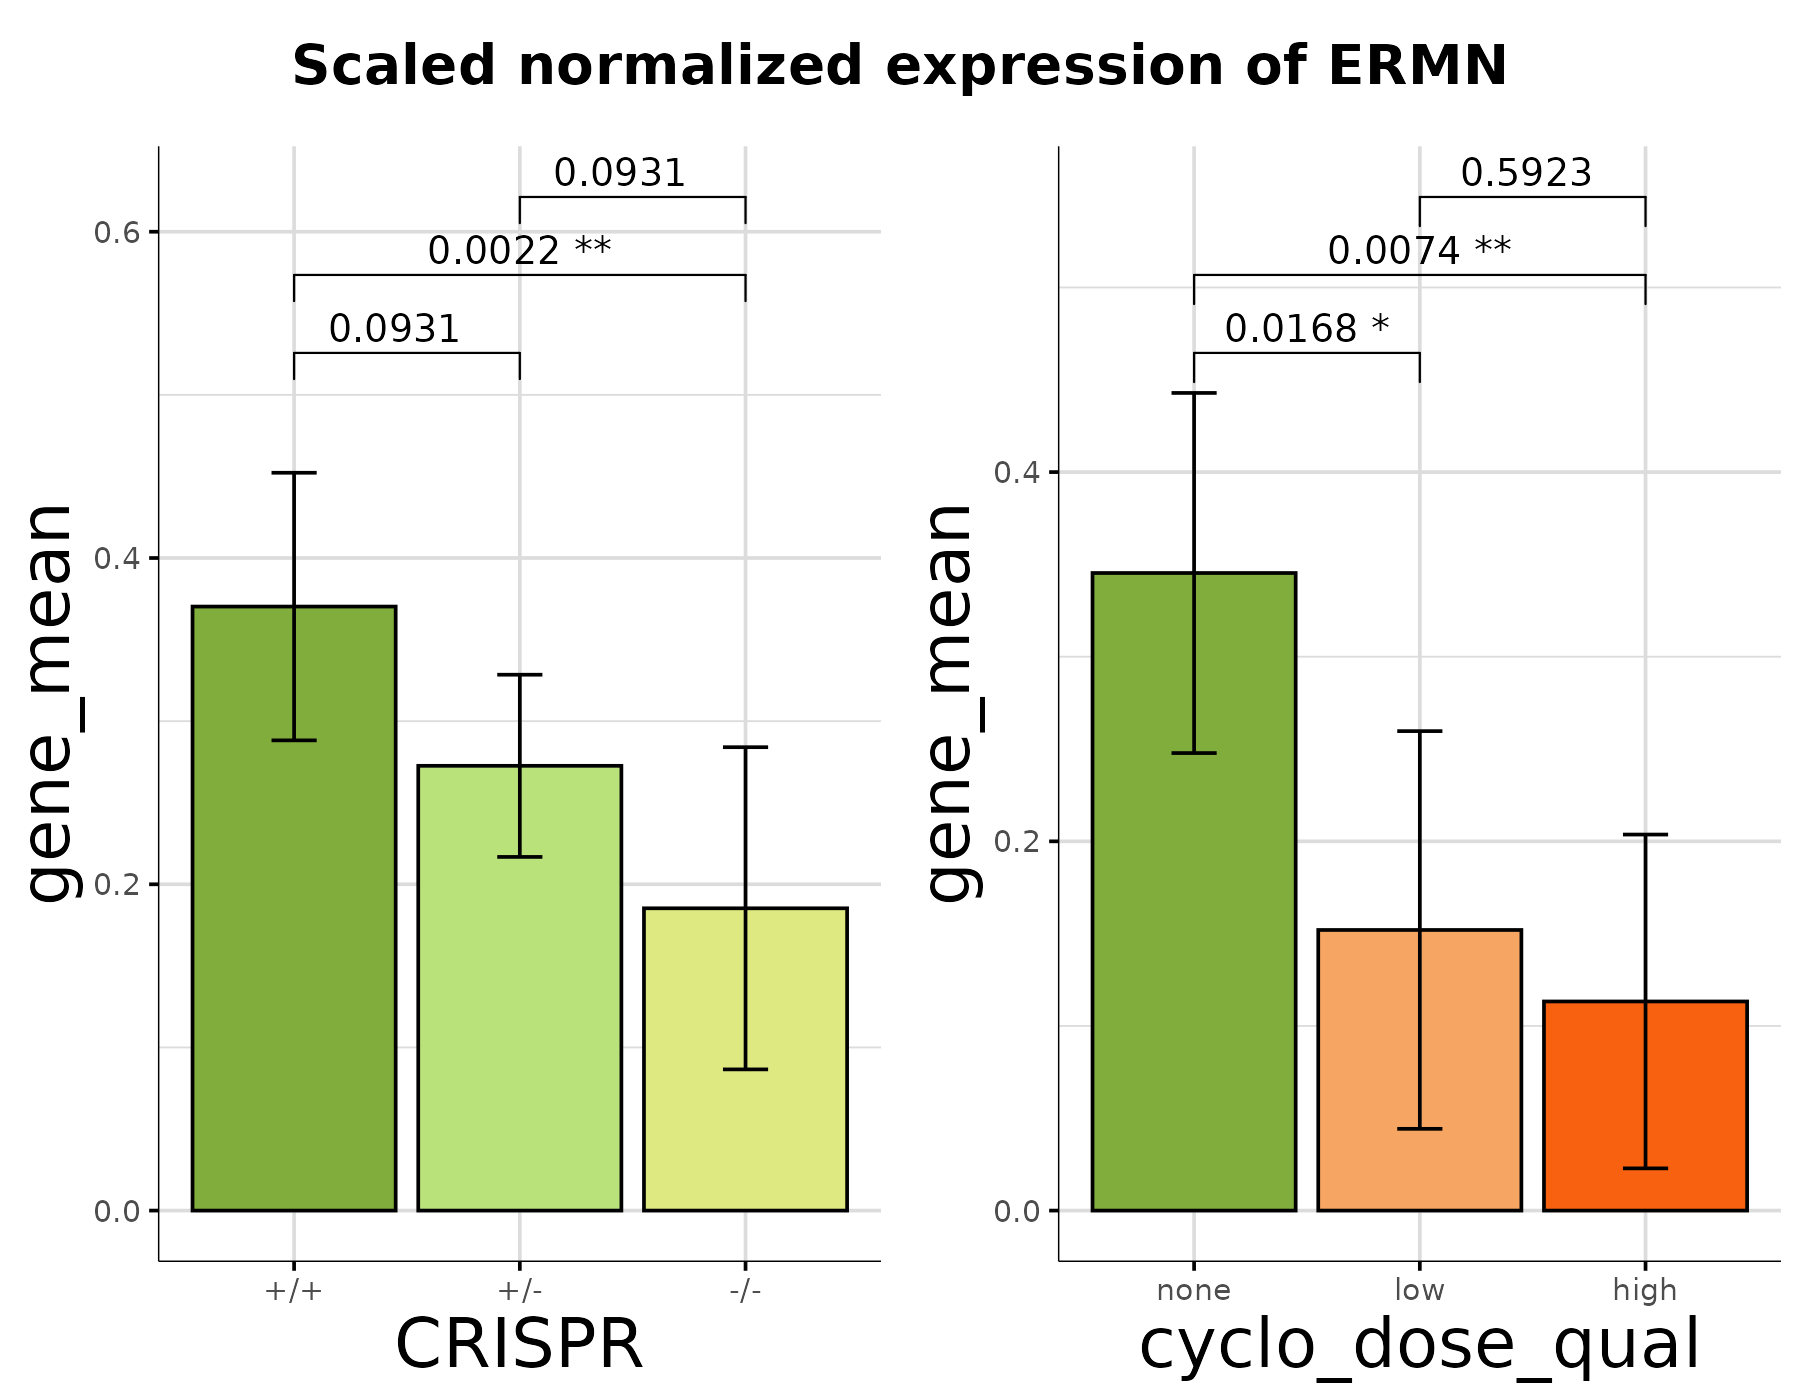 Scaled normalized expression of ERMN
gene_mean
0.6
0.4
0.2
0.0
0.0931
0.0022 **
0.0931
+/+
+/-
-/-
CRISPR
gene_mean
0.4
0.2
0.0
0.5923
0.0074 **
0.0168 *
none
low
high
cyclo_dose_qual